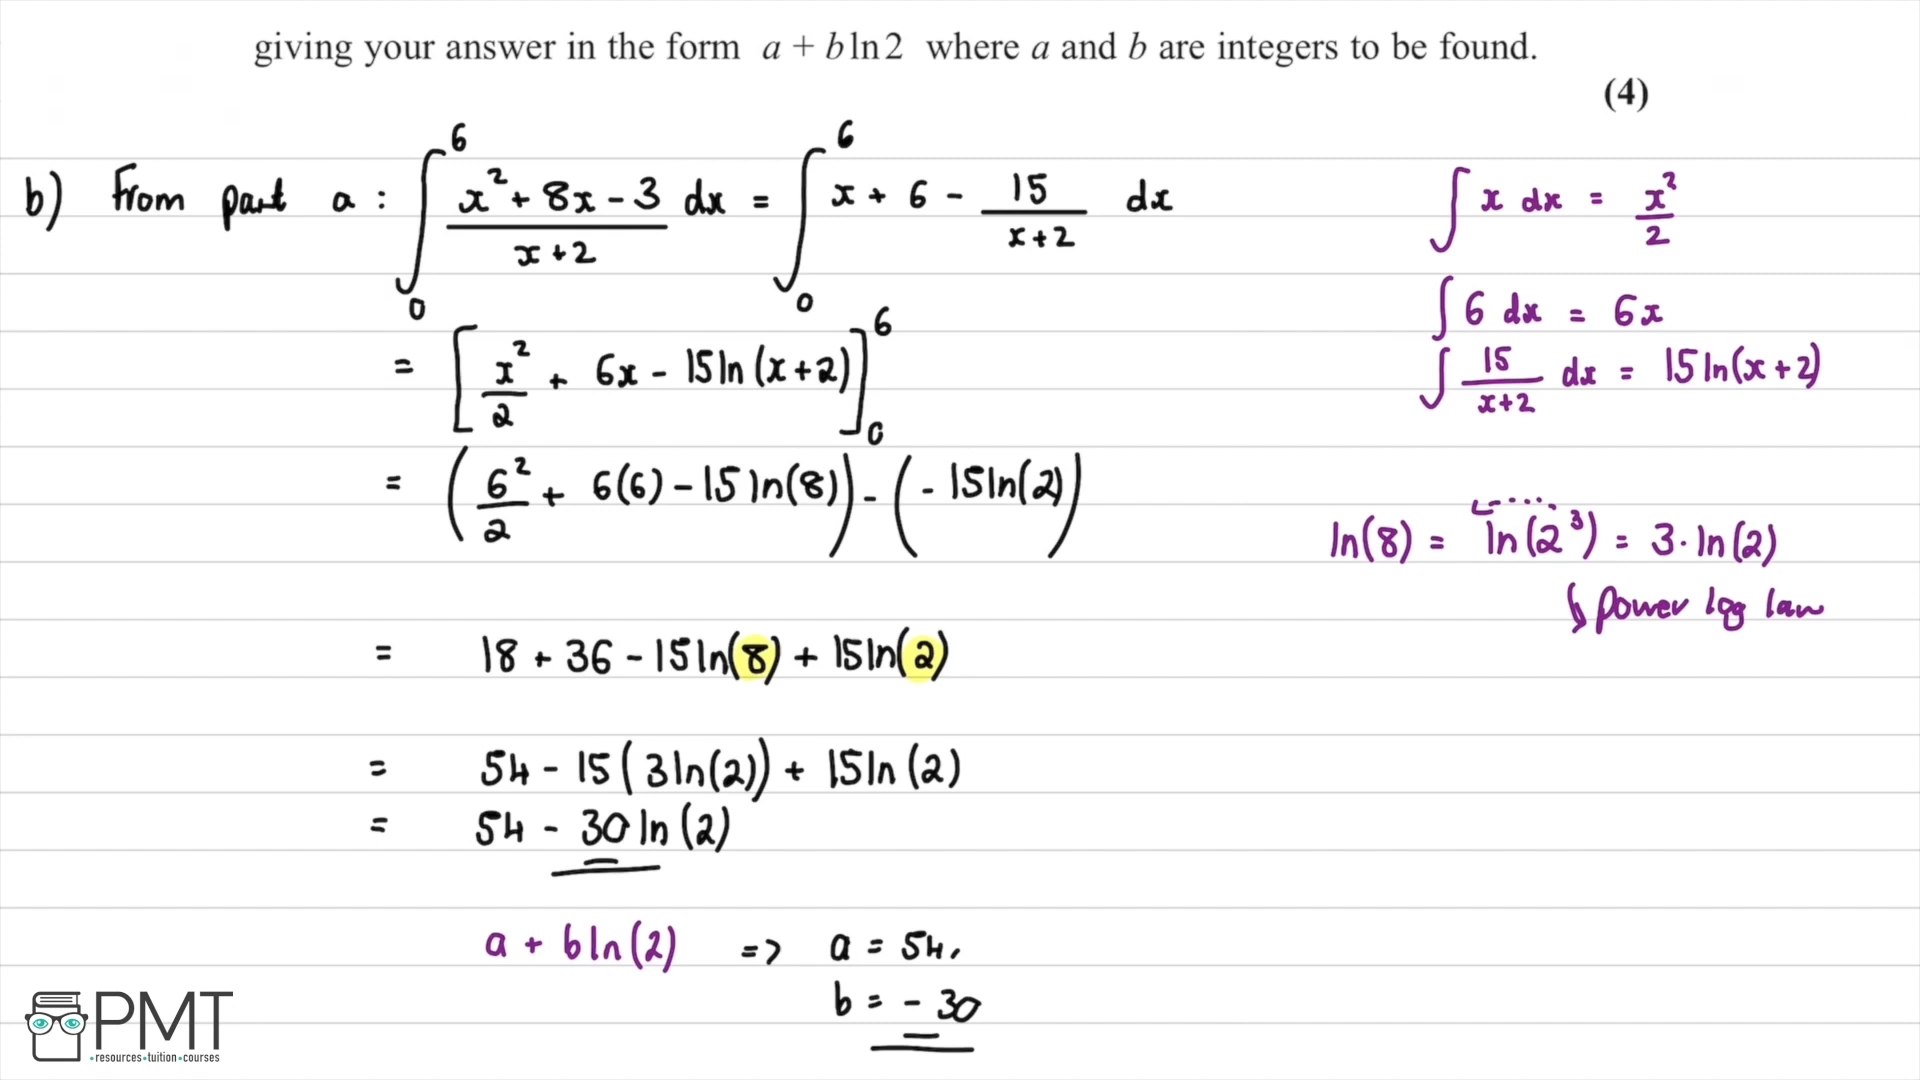 giving your answer in the form a + b ln 2 where a and b are integers to be found.
(4)
b) From part a : ∫₀⁶ (x² + 8x - 3)/(x + 2) dx = ∫₀⁶ x + 6 - 15/(x+2) dx
∫ x dx = x²/2
∫ 6 dx = 6x
= [x²/2 + 6x - 15ln(x+2)]₀⁶
∫ 15/(x+2) dx = 15ln(x+2)
= (6²/2 + 6(6) - 15ln(8)) - (-15ln(2))
ln(8) = ln(2³) = 3·ln(2)
↳ power log law
= 18 + 36 - 15ln(8) + 15ln(2)
= 54 - 15(3ln(2)) + 15ln(2)
= 54 - 30ln(2)
a + bln(2) => a = 54,
b = -30
PMT
•resources•tuition•courses